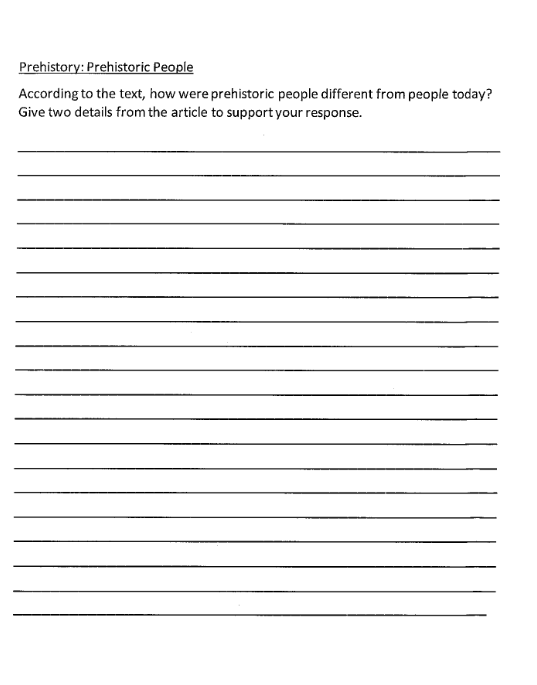 Prehistory: Prehistoric People
According to the text, how were prehistoric people different from people today?
Give two details from the article to support your response.